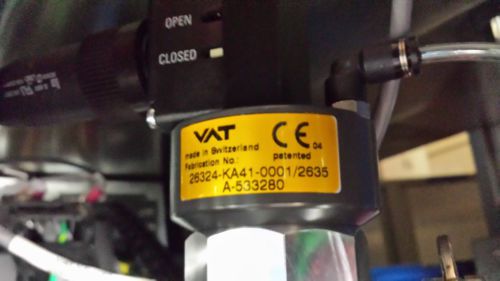 OPEN
CLOSED
VAT
made in Switzerland
Fabrication No.:
CE 04
patented
26324-KA41-0001/2635
A-533280